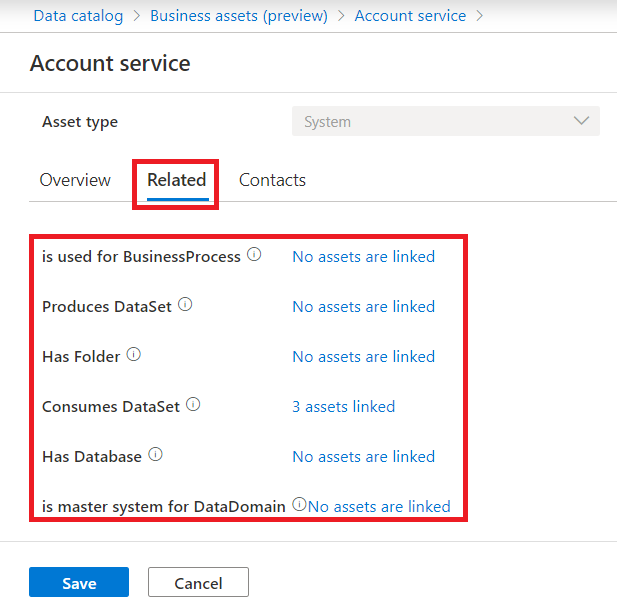 Data catalog > Business assets (preview) > Account service >
Account service
Asset type System
Overview Related Contacts
is used for BusinessProcess No assets are linked
Produces DataSet No assets are linked
Has Folder No assets are linked
Consumes DataSet 3 assets linked
Has Database No assets are linked
is master system for DataDomain No assets are linked
Save Cancel